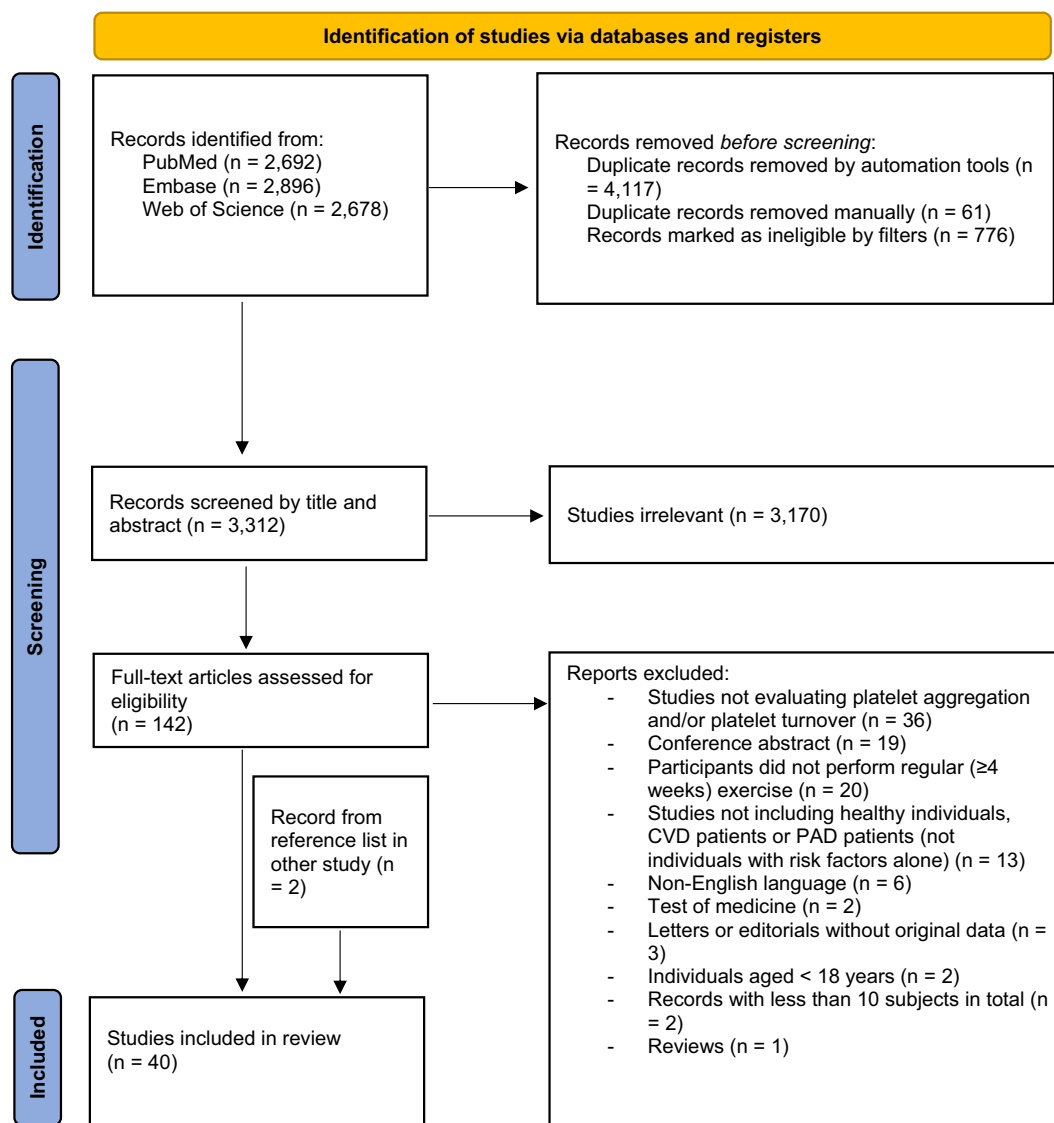 Identification of studies via databases and registers
Identification
Records identified from:
PubMed (n = 2,692)
Embase (n = 2,896)
Web of Science (n = 2,678)
Records removed before screening:
Duplicate records removed by automation tools (n
= 4,117)
Duplicate records removed manually (n = 61)
Records marked as ineligible by filters (n = 776)
Screening
Records screened by title and
abstract (n = 3,312)
Studies irrelevant (n = 3,170)
Full-text articles assessed for
eligibility
(n = 142)
Reports excluded:
- Studies not evaluating platelet aggregation
and/or platelet turnover (n = 36)
- Conference abstract (n = 19)
- Participants did not perform regular (≥4
weeks) exercise (n = 20)
- Studies not including healthy individuals,
CVD patients or PAD patients (not
individuals with risk factors alone) (n = 13)
- Non-English language (n = 6)
- Test of medicine (n = 2)
- Letters or editorials without original data (n =
3)
- Individuals aged < 18 years (n = 2)
- Records with less than 10 subjects in total (n
= 2)
- Reviews (n = 1)
Record from
reference list in
other study (n
= 2)
Included
Studies included in review
(n = 40)